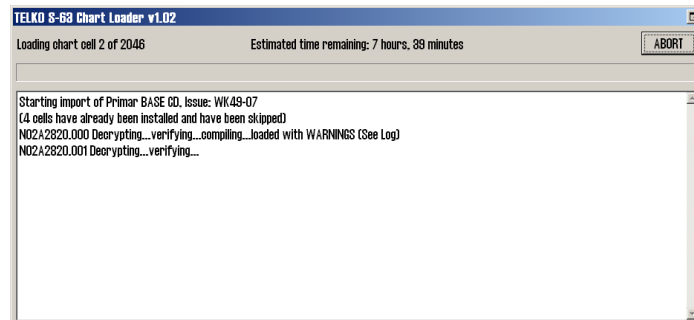 TELKO S-63 Chart Loader v1.02
Loading chart cell 2 of 2046 Estimated time remaining: 7 hours, 39 minutes ABORT
Starting import of Primar BASE CD, Issue: WK49-07
(4 cells have already been installed and have been skipped)
NO2A2820.000 Decrypting...verifying...compiling...loaded with WARNINGS (See Log)
NO2A2820.001 Decrypting...verifying...